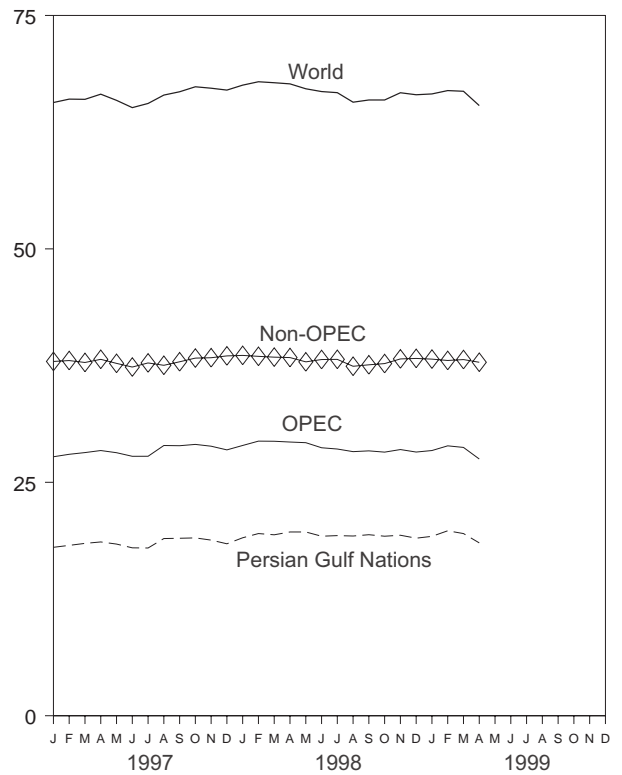 75
World
50
Non-OPEC
OPEC
25
Persian Gulf Nations
0
J F M A M J J A S O N D J F M A M J J A S O N D J F M A M J J A S O N D
1997 1998 1999